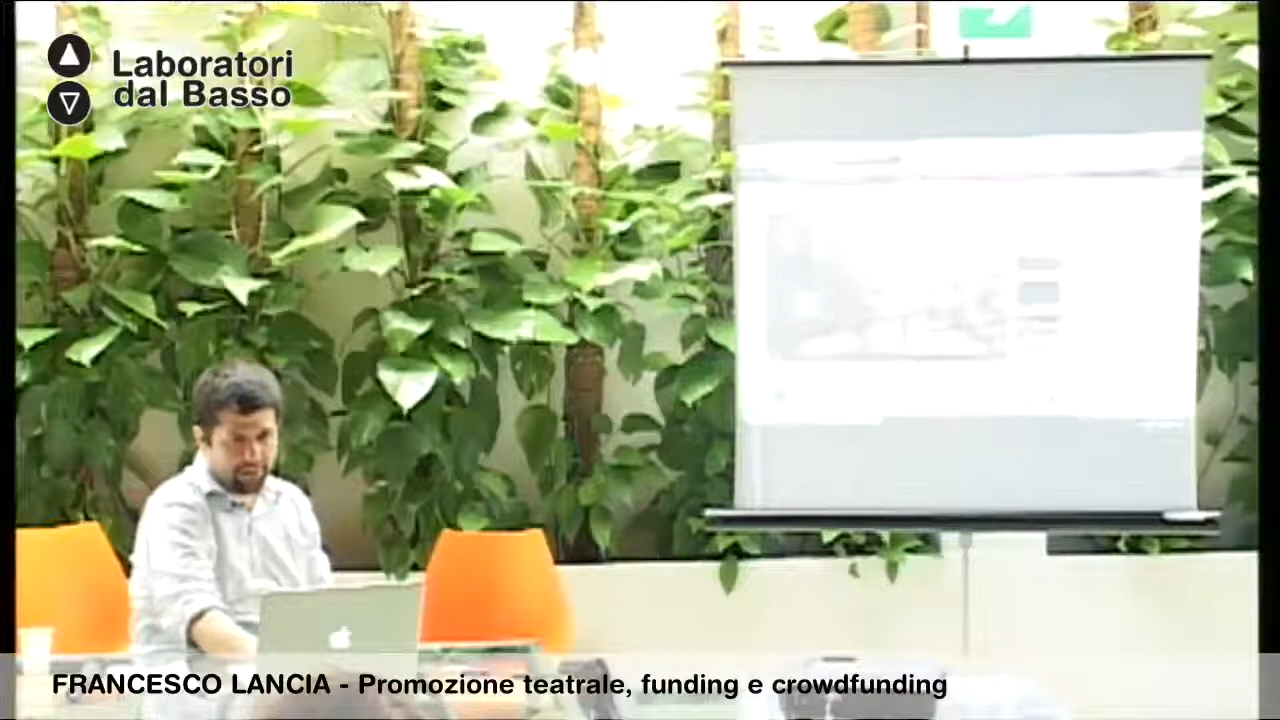 Laboratori
dal Basso
FRANCESCO LANCIA - Promozione teatrale, funding e crowdfunding